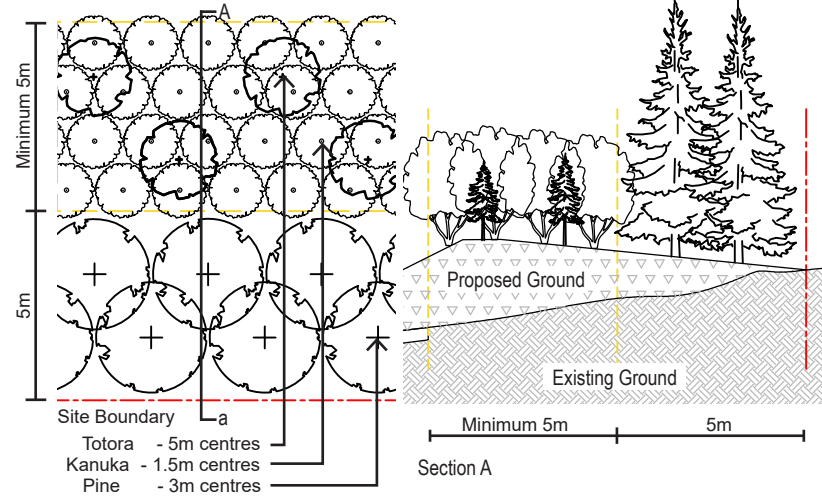 A
Minimum 5m
5m
Site Boundary
a
Totora - 5m centres
Kanuka - 1.5m centres
Pine - 3m centres
Proposed Ground
Existing Ground
Minimum 5m
5m
Section A